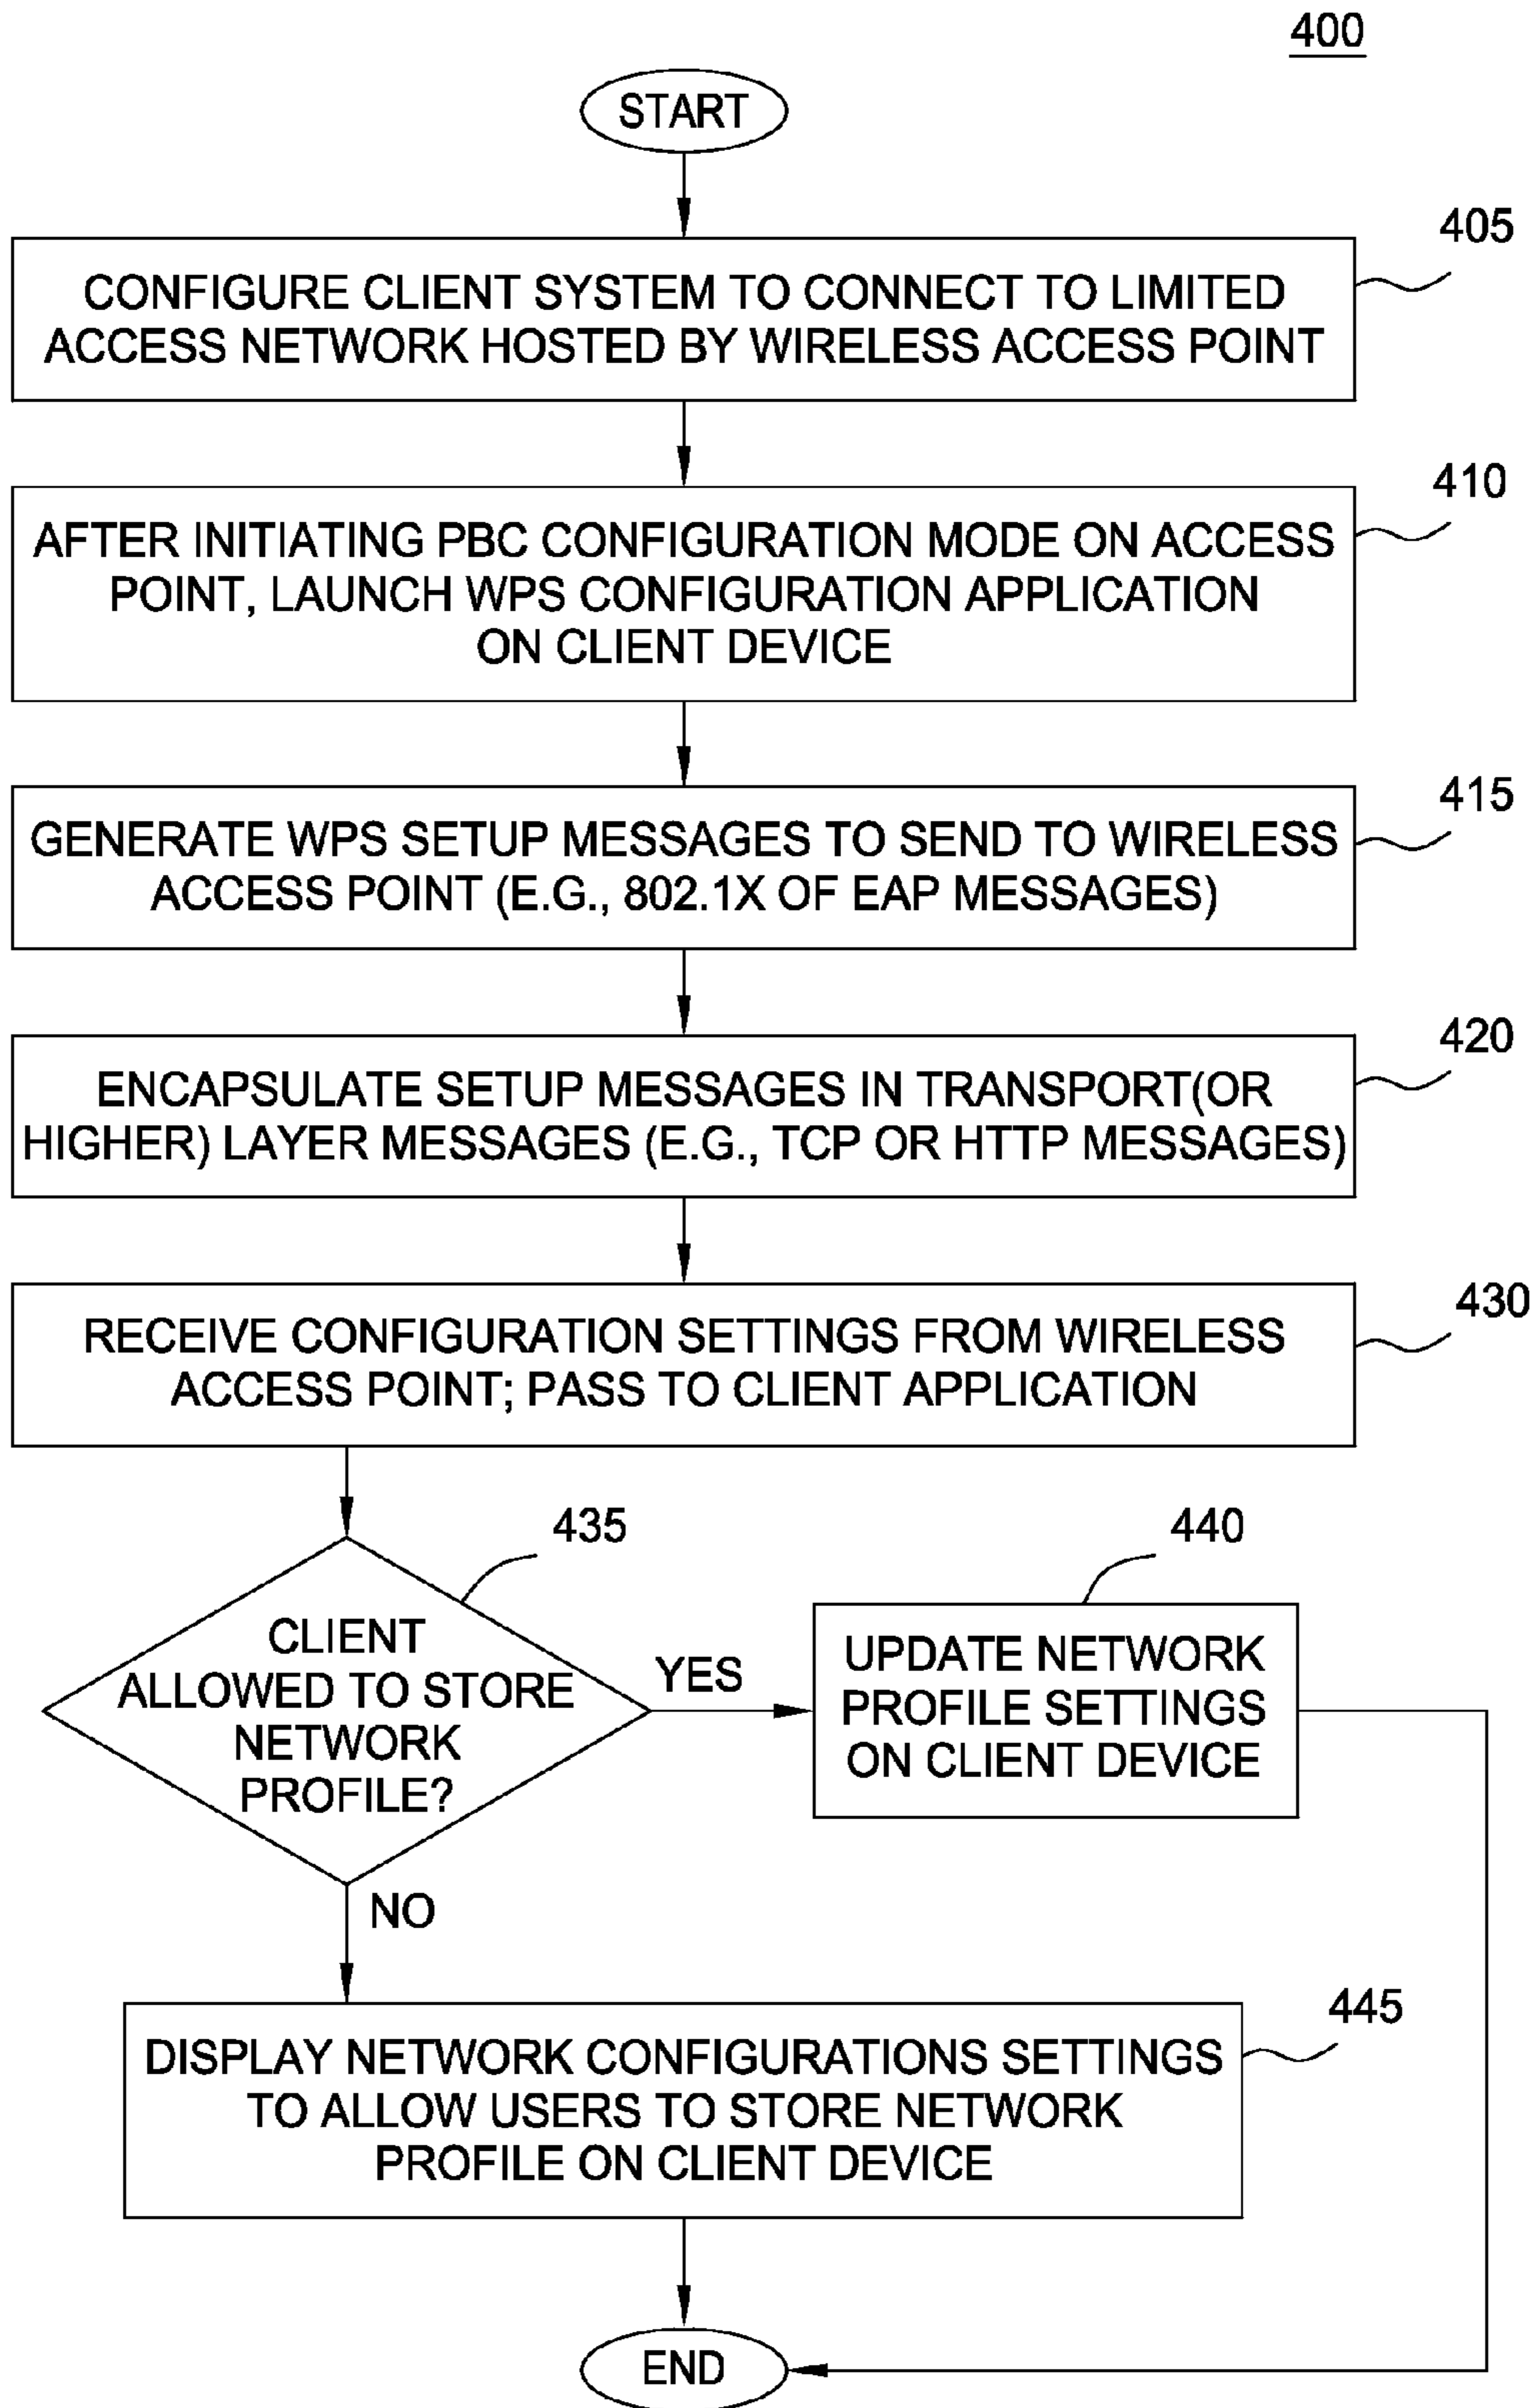 400
START
405
CONFIGURE CLIENT SYSTEM TO CONNECT TO LIMITED
ACCESS NETWORK HOSTED BY WIRELESS ACCESS POINT
410
AFTER INITIATING PBC CONFIGURATION MODE ON ACCESS
POINT, LAUNCH WPS CONFIGURATION APPLICATION
ON CLIENT DEVICE
415
GENERATE WPS SETUP MESSAGES TO SEND TO WIRELESS
ACCESS POINT (E.G., 802.1X OF EAP MESSAGES)
420
ENCAPSULATE SETUP MESSAGES IN TRANSPORT(OR
HIGHER) LAYER MESSAGES (E.G., TCP OR HTTP MESSAGES)
430
RECEIVE CONFIGURATION SETTINGS FROM WIRELESS
ACCESS POINT; PASS TO CLIENT APPLICATION
435
CLIENT
ALLOWED TO STORE
NETWORK
PROFILE?
YES
440
UPDATE NETWORK
PROFILE SETTINGS
ON CLIENT DEVICE
NO
445
DISPLAY NETWORK CONFIGURATIONS SETTINGS
TO ALLOW USERS TO STORE NETWORK
PROFILE ON CLIENT DEVICE
END